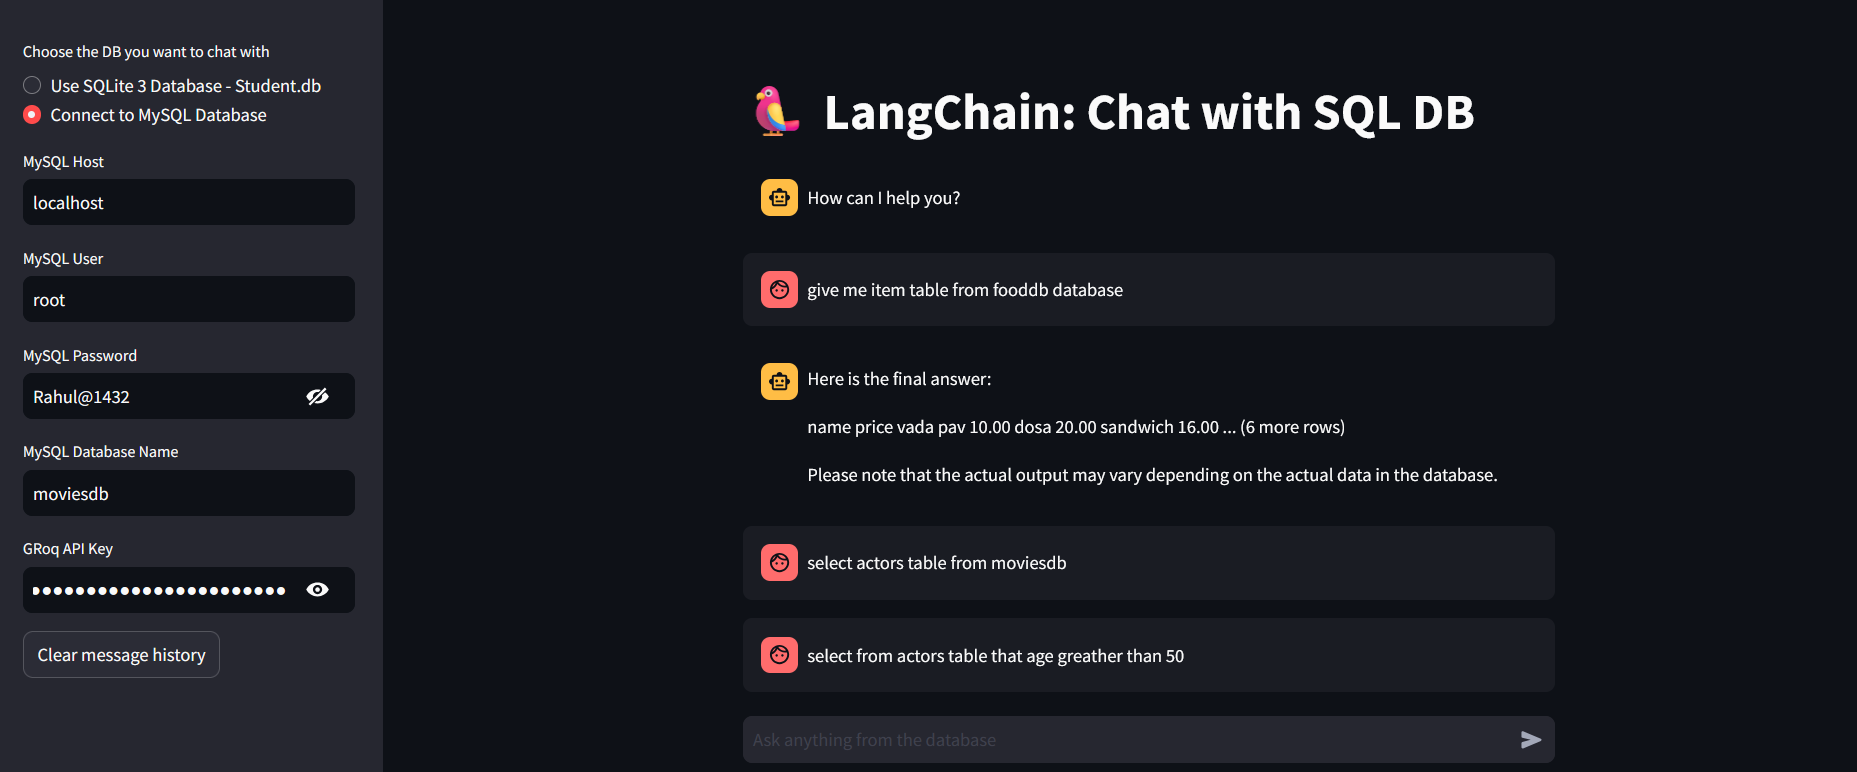 Choose the DB you want to chat with
Use SQLite 3 Database - Student.db
Connect to MySQL Database
MySQL Host
localhost
MySQL User
root
MySQL Password
Rahul@1432
MySQL Database Name
moviesdb
GRoq API Key
Clear message history
LangChain: Chat with SQL DB
How can I help you?
give me item table from fooddb database
Here is the final answer:
name price vada pav 10.00 dosa 20.00 sandwich 16.00 ... (6 more rows)
Please note that the actual output may vary depending on the actual data in the database.
select actors table from moviesdb
select from actors table that age greather than 50
Ask anything from the database